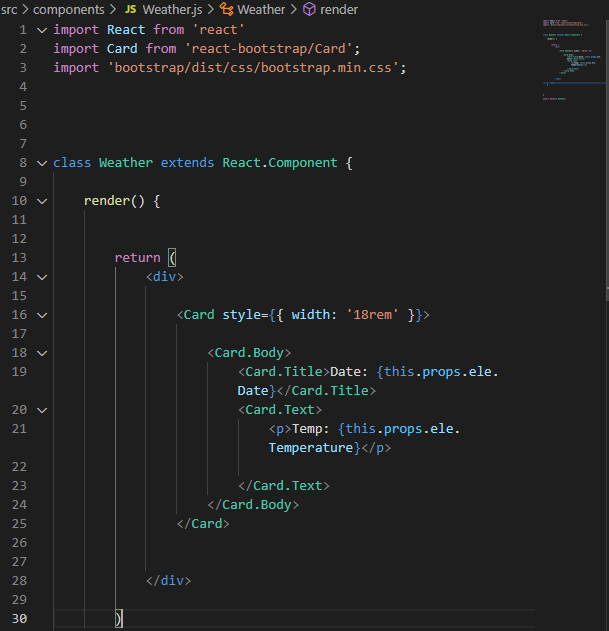 src > components > JS Weather.js > Weather > render
1 import React from 'react'
2 import Card from 'react-bootstrap/Card';
3 import 'bootstrap/dist/css/bootstrap.min.css';
4
5
6
7
8 class Weather extends React.Component {
9
10 render() {
11
12
13 return (
14 <div>
15
16 <Card style={{ width: '18rem' }}>
17
18 <Card.Body>
19 <Card.Title>Date: {this.props.ele.
Date}</Card.Title>
20 <Card.Text>
21 <p>Temp: {this.props.ele.
Temperature}</p>
22
23 </Card.Text>
24 </Card.Body>
25 </Card>
26
27
28 </div>
29
30 )